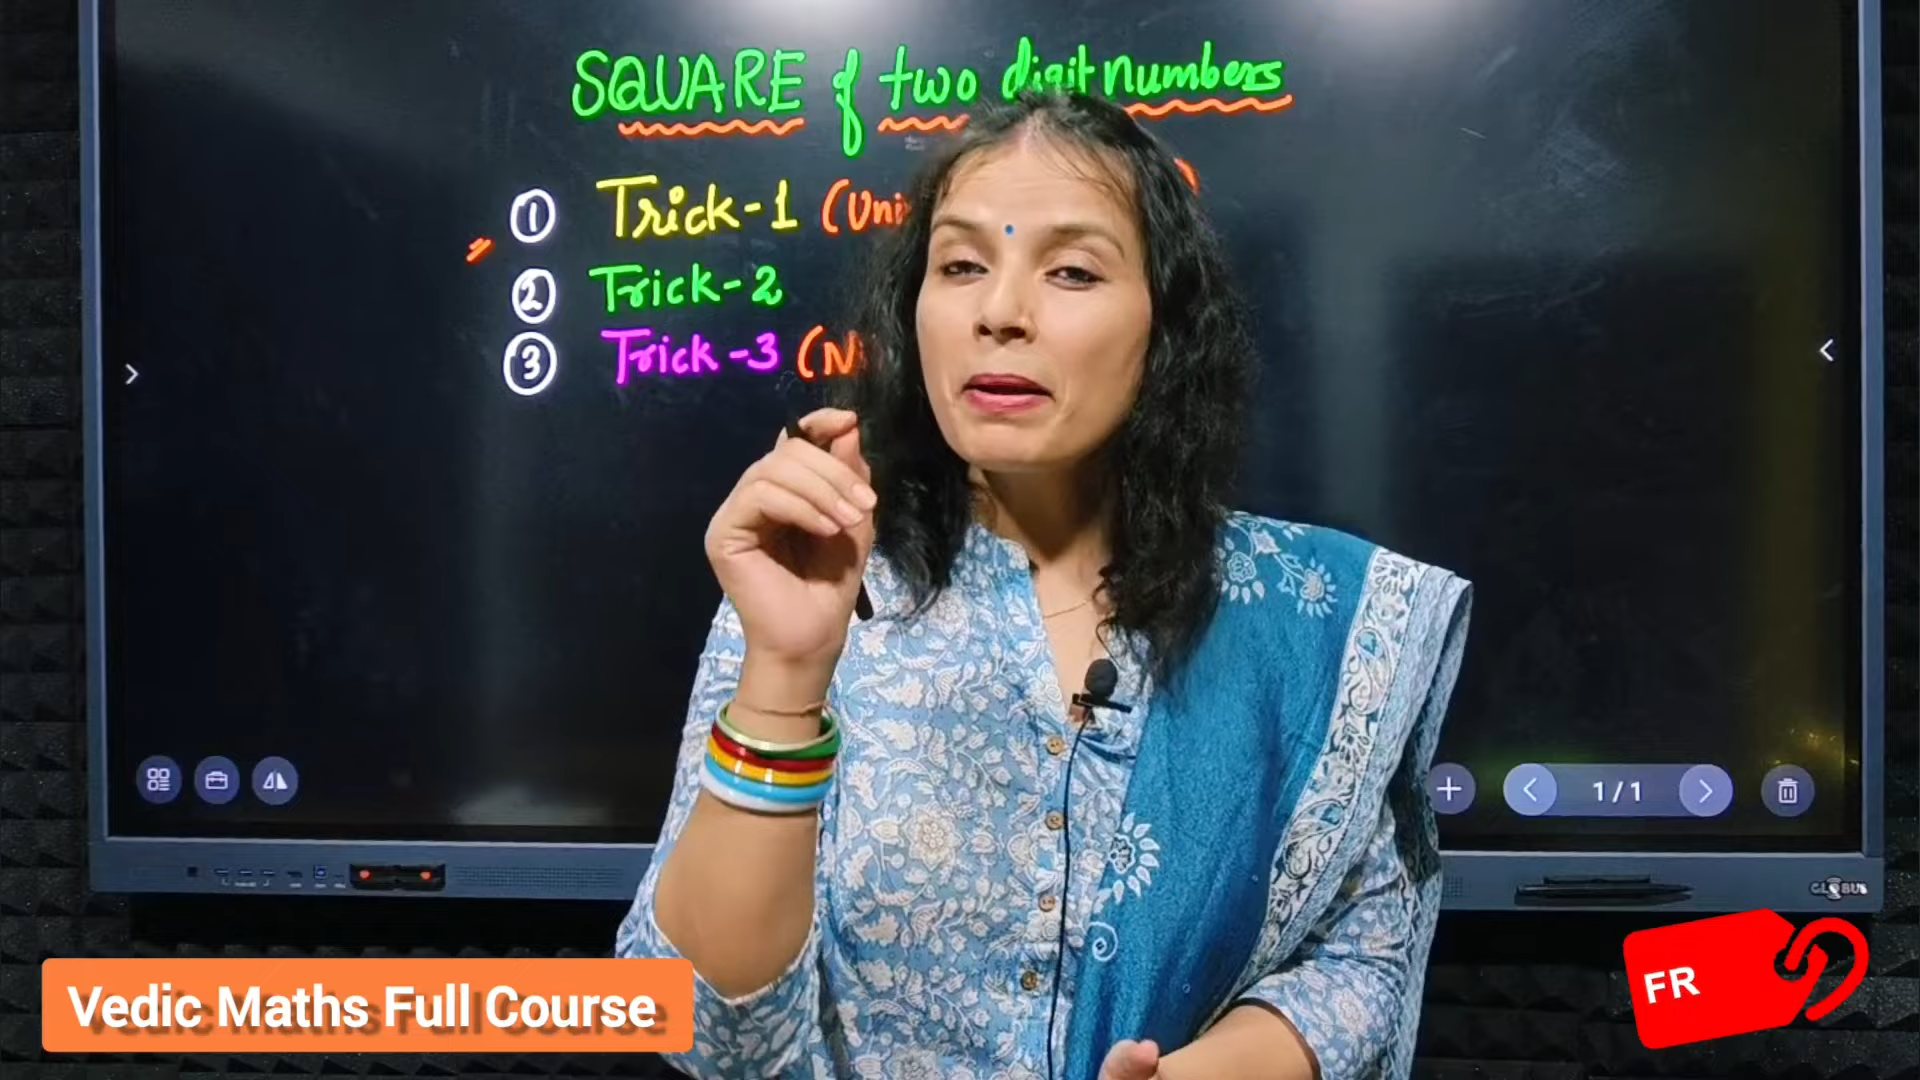 SQUARE of two digit numbers
① Trick-1
② Trick-2
③ Trick-3
1/1
GLOBUS
Vedic Maths Full Course
FR